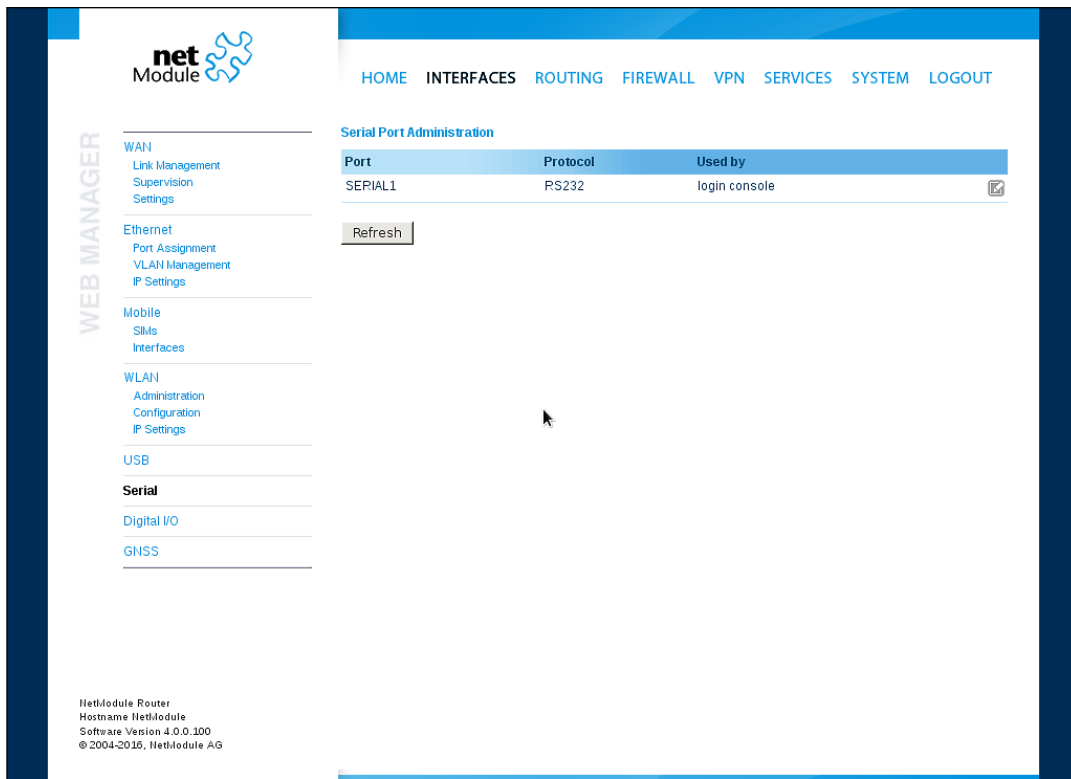 net
Module
HOME INTERFACES ROUTING FIREWALL VPN SERVICES SYSTEM LOGOUT
WEB MANAGER
WAN
Link Management
Supervision
Settings
Ethernet
Port Assignment
VLAN Management
IP Settings
Mobile
SIMs
Interfaces
WLAN
Administration
Configuration
IP Settings
USB
Serial
Digital I/O
GNSS
Serial Port Administration
Port Protocol Used by
SERIAL1 RS232 login console
Refresh
NetModule Router
Hostname NetModule
Software Version 4.0.0.100
© 2004-2016, NetModule AG